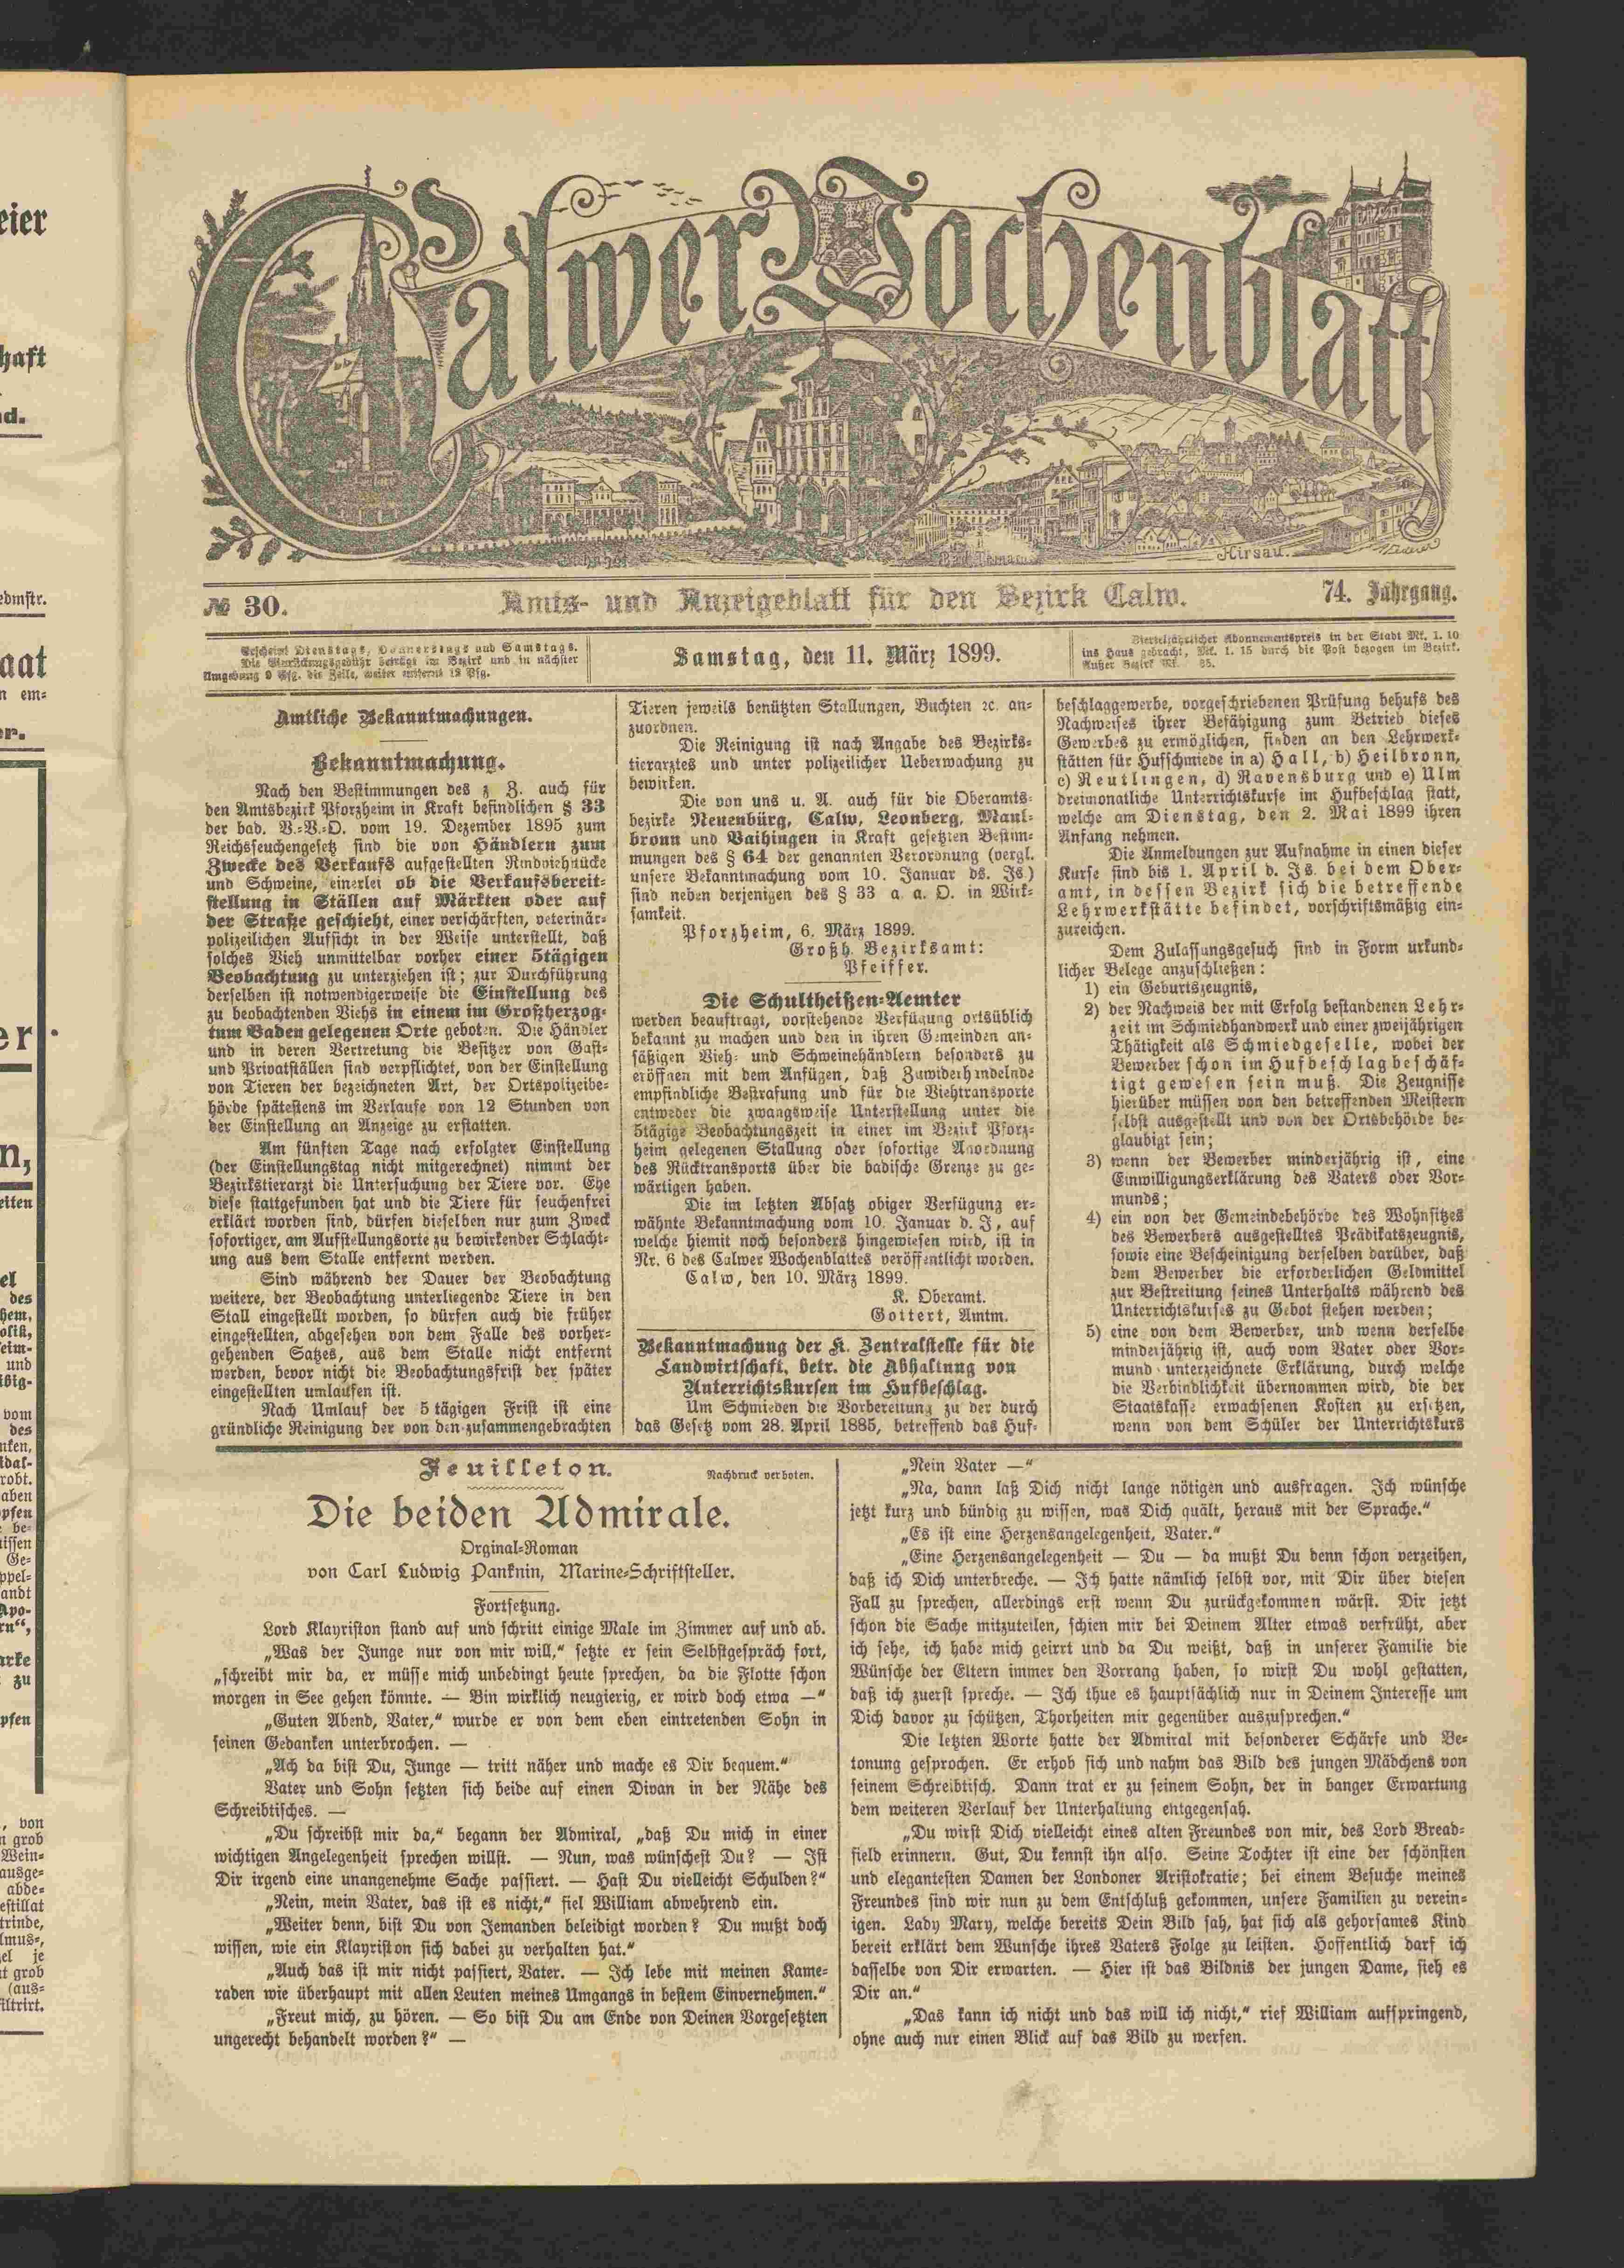 Calwer Wochenblatt
Hirsau.
№ 30.
Amts- und Anzeigeblatt für den Bezirk Calw.
74. Jahrgang.
Erscheint Dienstags, Donnerstags und Samstags.
Die Einrückungsgebühr beträgt im Bezirk und in nächster
Umgebung 9 Pfg. die Zeile, weiter entfernt 12 Pfg.
Samstag, den 11. März 1899.
Vierteljährlicher Abonnementspreis in der Stadt Mk. 1. 10
ins Haus gebracht, Mk. 1. 15 durch die Post bezogen im Bezirk.
Außer Bezirk Mk. 35.
Amtliche Bekanntmachungen.
Bekanntmachung.
Nach den Bestimmungen des z Z. auch für
den Amtsbezirk Pforzheim in Kraft befindlichen § 33
der bad. V.-V.-O. vom 19. Dezember 1895 zum
Reichsseuchengesetz sind die von Händlern zum
Zwecke des Verkaufs aufgestellten Rindviehstücke
und Schweine, einerlei ob die Verkaufsbereit-
stellung in Ställen auf Märkten oder auf
der Straße geschieht, einer verschärften, veterinär-
polizeilichen Aufsicht in der Weise unterstellt, daß
solches Vieh unmittelbar vorher einer 5tägigen
Beobachtung zu unterziehen ist; zur Durchführung
derselben ist notwendigerweise die Einstellung des
zu beobachtenden Viehs in einem im Großherzog-
tum Baden gelegenen Orte geboten. Die Händler
und in deren Vertretung die Besitzer von Gast-
und Privatställen sind verpflichtet, von der Einstellung
von Tieren der bezeichneten Art, der Ortspolizeibe-
hörde spätestens im Verlaufe von 12 Stunden von
der Einstellung an Anzeige zu erstatten.
Am fünften Tage nach erfolgter Einstellung
(der Einstellungstag nicht mitgerechnet) nimmt der
Bezirkstierarzt die Untersuchung der Tiere vor. Ehe
diese stattgefunden hat und die Tiere für seuchenfrei
erklärt worden sind, dürfen dieselben nur zum Zweck
sofortiger, am Aufstellungsorte zu bewirkender Schlacht-
ung aus dem Stalle entfernt werden.
Sind während der Dauer der Beobachtung
weitere, der Beobachtung unterliegende Tiere in den
Stall eingestellt worden, so dürfen auch die früher
eingestellten, abgesehen von dem Falle des vorher-
gehenden Satzes, aus dem Stalle nicht entfernt
werden, bevor nicht die Beobachtungsfrist der später
eingestellten umlaufen ist.
Nach Umlauf der 5 tägigen Frist ist eine
gründliche Reinigung der von den zusammengebrachten
Tieren jeweils benützten Stallungen, Buchten ꝛc. an-
zuordnen.
Die Reinigung ist nach Angabe des Bezirks-
tierarztes und unter polizeilicher Ueberwachung zu
bewirken.
Die von uns u. A. auch für die Oberamts-
bezirke Neuenbürg, Calw, Leonberg, Maul-
bronn und Vaihingen in Kraft gesetzten Bestim-
mungen des § 64 der genannten Verordnung (vergl.
unsere Bekanntmachung vom 10. Januar ds. Js.)
sind neben derjenigen des § 33 a. a. O. in Wirk-
samkeit.
Pforzheim, 6. März 1899.
Großh. Bezirksamt:
Pfeiffer.
Die Schultheißen-Aemter
werden beauftragt, vorstehende Verfügung ortsüblich
bekannt zu machen und den in ihren Gemeinden an-
säßigen Vieh- und Schweinehändlern besonders zu
eröffnen mit dem Anfügen, daß Zuwiderhandelnde
empfindliche Bestrafung und für die Viehtransporte
entweder die zwangsweise Unterstellung unter die
5tägige Beobachtungszeit in einer im Bezirk Pforz-
heim gelegenen Stallung oder sofortige Anordnung
des Rücktransports über die badische Grenze zu ge-
wärtigen haben.
Die im letzten Absatz obiger Verfügung er-
wähnte Bekanntmachung vom 10. Januar d. J., auf
welche hiemit noch besonders hingewiesen wird, ist in
Nr. 6 des Calwer Wochenblattes veröffentlicht worden.
Calw, den 10. März 1899.
K. Oberamt.
Gottert, Amtm.
Bekanntmachung der K. Zentralstelle für die
Landwirtschaft, betr. die Abhaltung von
Unterrichtskursen im Hufbeschlag.
Um Schmieden die Vorbereitung zu der durch
das Gesetz vom 28. April 1885, betreffend das Huf-
beschlaggewerbe, vorgeschriebenen Prüfung behufs des
Nachweises ihrer Befähigung zum Betrieb dieses
Gewerbes zu ermöglichen, finden an den Lehrwerk-
stätten für Hufschmiede in a) Hall, b) Heilbronn,
c) Reutlingen, d) Ravensburg und e) Ulm
dreimonatliche Unterrichtskurse im Hufbeschlag statt,
welche am Dienstag, den 2. Mai 1899 ihren
Anfang nehmen.
Die Anmeldungen zur Aufnahme in einen dieser
Kurse sind bis 1. April d. Js. bei dem Ober-
amt, in dessen Bezirk sich die betreffende
Lehrwerkstätte befindet, vorschriftsmäßig ein-
zureichen.
Dem Zulassungsgesuch sind in Form urkund-
licher Belege anzuschließen:
1) ein Geburtszeugnis,
2) der Nachweis der mit Erfolg bestandenen Lehr-
zeit im Schmiedhandwerk und einer zweijährigen
Thätigkeit als Schmiedgeselle, wobei der
Bewerber schon im Hufbeschlag beschäf-
tigt gewesen sein muß. Die Zeugnisse
hierüber müssen von den betreffenden Meistern
selbst ausgestellt und von der Ortsbehörde be-
glaubigt sein;
3) wenn der Bewerber minderjährig ist, eine
Einwilligungserklärung des Vaters oder Vor-
munds;
4) ein von der Gemeindebehörde des Wohnsitzes
des Bewerbers ausgestelltes Prädikatszeugnis,
sowie eine Bescheinigung derselben darüber, daß
dem Bewerber die erforderlichen Geldmittel
zur Bestreitung seines Unterhalts während des
Unterrichtskurses zu Gebot stehen werden;
5) eine von dem Bewerber, und wenn derselbe
minderjährig ist, auch vom Vater oder Vor-
mund unterzeichnete Erklärung, durch welche
die Verbindlichkeit übernommen wird, die der
Staatskasse erwachsenen Kosten zu ersetzen,
wenn von dem Schüler der Unterrichtskurs
Feuilleton.
Nachdruck verboten.
Die beiden Admirale.
Orginal-Roman
von Carl Ludwig Panknin, Marine-Schriftsteller.
Fortsetzung.
Lord Klayriston stand auf und schritt einige Male im Zimmer auf und ab.
„Was der Junge nur von mir will,“ setzte er sein Selbstgespräch fort,
„schreibt mir da, er müsse mich unbedingt heute sprechen, da die Flotte schon
morgen in See gehen könnte. — Bin wirklich neugierig, er wird doch etwa —“
„Guten Abend, Vater,“ wurde er von dem eben eintretenden Sohn in
seinen Gedanken unterbrochen. —
„Ach da bist Du, Junge — tritt näher und mache es Dir bequem.“
Vater und Sohn setzten sich beide auf einen Divan in der Nähe des
Schreibtisches. —
„Du schreibst mir da,“ begann der Admiral, „daß Du mich in einer
wichtigen Angelegenheit sprechen willst. — Nun, was wünschest Du? — Ist
Dir irgend eine unangenehme Sache passiert. — Hast Du vielleicht Schulden?“
„Nein, mein Vater, das ist es nicht,“ fiel William abwehrend ein.
„Weiter denn, bist Du von Jemanden beleidigt worden? Du mußt doch
wissen, wie ein Klayriston sich dabei zu verhalten hat.“
„Auch das ist mir nicht passiert, Vater. — Ich lebe mit meinen Kame-
raden wie überhaupt mit allen Leuten meines Umgangs in bestem Einvernehmen.“
„Freut mich, zu hören. — So bist Du am Ende von Deinen Vorgesetzten
ungerecht behandelt worden?“ —
„Nein Vater —“
„Na, dann laß Dich nicht lange nötigen und ausfragen. Ich wünsche
jetzt kurz und bündig zu wissen, was Dich quält, heraus mit der Sprache.“
„Es ist eine Herzensangelegenheit, Vater.“
„Eine Herzensangelegenheit — Du — da mußt Du denn schon verzeihen,
daß ich Dich unterbreche. — Ich hatte nämlich selbst vor, mit Dir über diesen
Fall zu sprechen, allerdings erst wenn Du zurückgekommen wärst. Dir jetzt
schon die Sache mitzuteilen, schien mir bei Deinem Alter etwas verfrüht, aber
ich sehe, ich habe mich geirrt und da Du weißt, daß in unserer Familie die
Wünsche der Eltern immer den Vorrang haben, so wirst Du wohl gestatten,
daß ich zuerst spreche. — Ich thue es hauptsächlich nur in Deinem Interesse um
Dich davor zu schützen, Thorheiten mir gegenüber auszusprechen.“
Die letzten Worte hatte der Admiral mit besonderer Schärfe und Be-
tonung gesprochen. Er erhob sich und nahm das Bild des jungen Mädchens von
seinem Schreibtisch. Dann trat er zu seinem Sohn, der in banger Erwartung
dem weiteren Verlauf der Unterhaltung entgegensah.
„Du wirst Dich vielleicht eines alten Freundes von mir, des Lord Bread-
field erinnern. Gut, Du kennst ihn also. Seine Tochter ist eine der schönsten
und elegantesten Damen der Londoner Aristokratie; bei einem Besuche meines
Freundes sind wir nun zu dem Entschluß gekommen, unsere Familien zu verein-
igen. Lady Mary, welche bereits Dein Bild sah, hat sich als gehorsames Kind
bereit erklärt dem Wunsche ihres Vaters Folge zu leisten. Hoffentlich darf ich
dasselbe von Dir erwarten. — Hier ist das Bildnis der jungen Dame, sieh es
Dir an.“
„Das kann ich nicht und das will ich nicht,“ rief William aufspringend,
ohne auch nur einen Blick auf das Bild zu werfen.